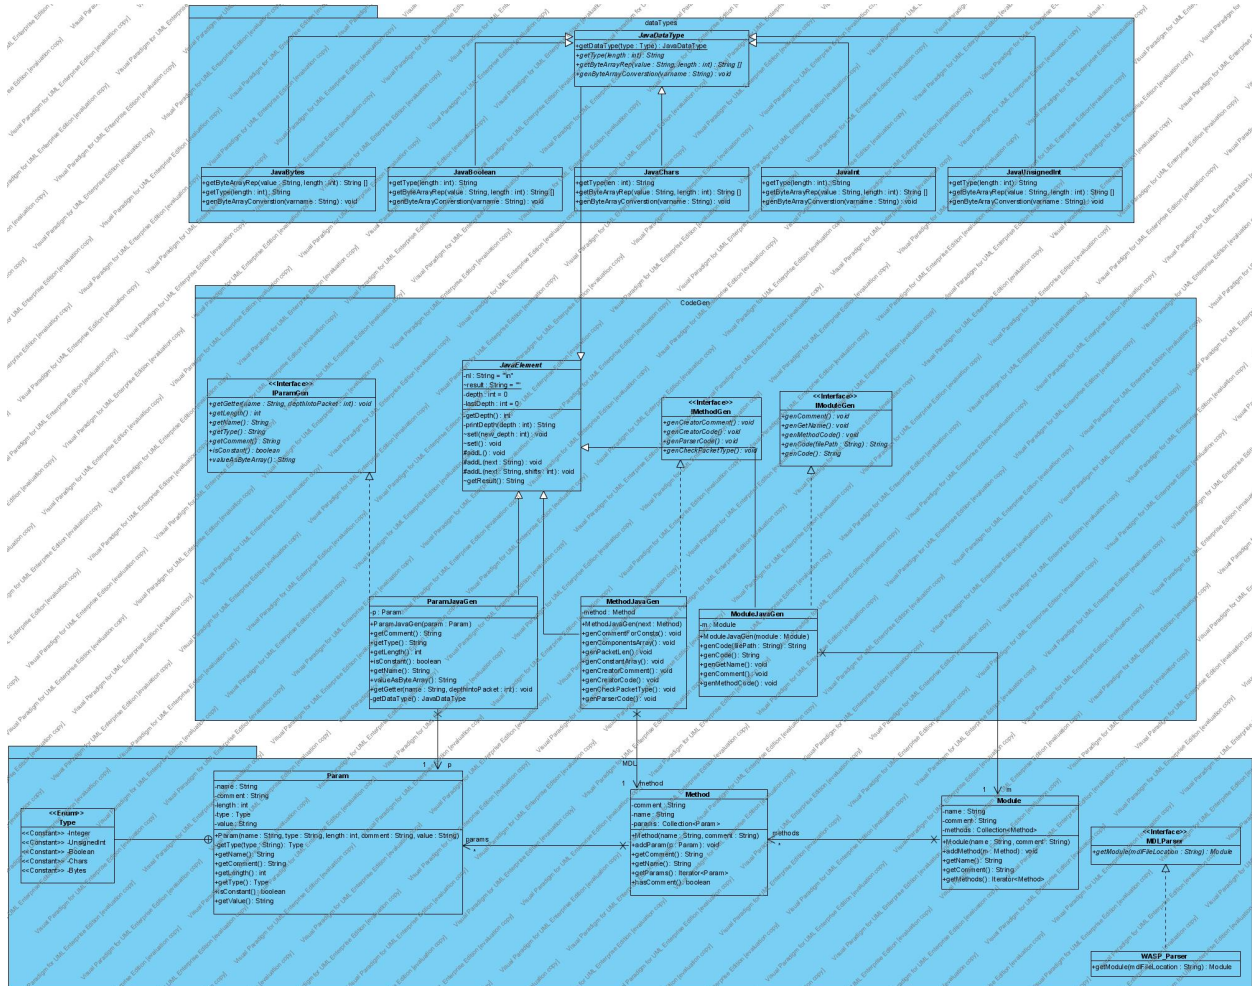 dataTypes
JavaDataType
+getDataType(type : Type) : JavaDataType
+getType(length : int) : String
+getByteArrayRep(value : String, length : int) : String []
+genByteArrayConverstion(varname : String) : void
JavaBytes
+getByteArrayRep(value : String, length : int) : String []
+getType(length : int) : String
+genByteArrayConverstion(varname : String) : void
JavaBoolean
+getType(length : int) : String
+getByteArrayRep(value : String, length : int) : String []
+genByteArrayConverstion(varname : String) : void
JavaChars
+getType(len : int) : String
+getByteArrayRep(value : String, length : int) : String []
+genByteArrayConverstion(varname : String) : void
JavaInt
+getType(length : int) : String
+getByteArrayRep(value : String, length : int) : String []
+genByteArrayConverstion(varname : String) : void
JavaUnsignedInt
+getType(length : int) : String
+getByteArrayRep(value : String, length : int) : String []
+genByteArrayConverstion(varname : String) : void
CodeGen
<<Interface>>
IParamGen
+getGetter(name : String, depthIntoPacket : int) : void
+getLength() : int
+getName() : String
+getType() : String
+getComment() : String
+isConstant() : boolean
+valueAsByteArray() : String
JavaElement
-nl : String = "\n"
~result : String = ""
-depth : int = 0
-lastDepth : int = 0
-getDepth() : int
-printDepth(depth : int) : String
~set(new_depth : int) : void
~set() : void
#addL() : void
#addL(next : String) : void
#addL(next : String, shifts : int) : void
~getResult() : String
<<Interface>>
IMethodGen
+genCreatorComment() : void
+genCreatorCode() : void
+genParserCode() : void
+genCheckPacketType() : void
<<Interface>>
IModuleGen
+genComment() : void
+genGetName() : void
+genMethodCode() : void
+genCode(filePath : String) : String
+genCode() : String
ParamJavaGen
-p : Param
+ParamJavaGen(param : Param)
+getComment() : String
+getType() : String
+getLength() : int
+isConstant() : boolean
+getName() : String
+valueAsByteArray() : String
+getGetter(name : String, depthIntoPacket : int) : void
-getDataType() : JavaDataType
MethodJavaGen
-method : Method
+MethodJavaGen(next : Method)
+genCommentForConsts() : void
+genComponentsArray() : void
+genPacketLen() : void
+genConstantArray() : void
+genCreatorComment() : void
+genCreatorCode() : void
+genCheckPacketType() : void
+genParserCode() : void
ModuleJavaGen
-m : Module
+ModuleJavaGen(module : Module)
+genCode(filePath : String) : String
+genCode() : String
+genGetName() : void
+genComment() : void
+genMethodCode() : void
MDL
1 p
1 method
1 m
<<Enum>>
Type
<<Constant>> -Integer
<<Constant>> -UnsignedInt
<<Constant>> -Boolean
<<Constant>> -Chars
<<Constant>> -Bytes
Param
-name : String
-comment : String
-length : int
-type : Type
-value : String
+Param(name : String, type : String, length : int, comment : String, value : String)
-getType(type : String) : Type
+getName() : String
+getComment() : String
+getLength() : int
+getType() : Type
+isConstant() : boolean
+getValue() : String
params
*
Method
-comment : String
-name : String
-params : Collection<Param>
+Method(name : String, comment : String)
+addParam(p : Param) : void
+getComment() : String
+getName() : String
+getParams() : Iterator<Param>
+hasComment() : boolean
methods
*
Module
-name : String
-comment : String
-methods : Collection<Method>
+Module(name : String, comment : String)
+addMethod(m : Method) : void
+getName() : String
+getComment() : String
+getMethods() : Iterator<Method>
<<Interface>>
MDLParser
+getModule(mdlFileLocation : String) : Module
WASP_Parser
+getModule(mdlFileLocation : String) : Module
Visual Paradigm for UML Enterprise Edition [evaluation copy]